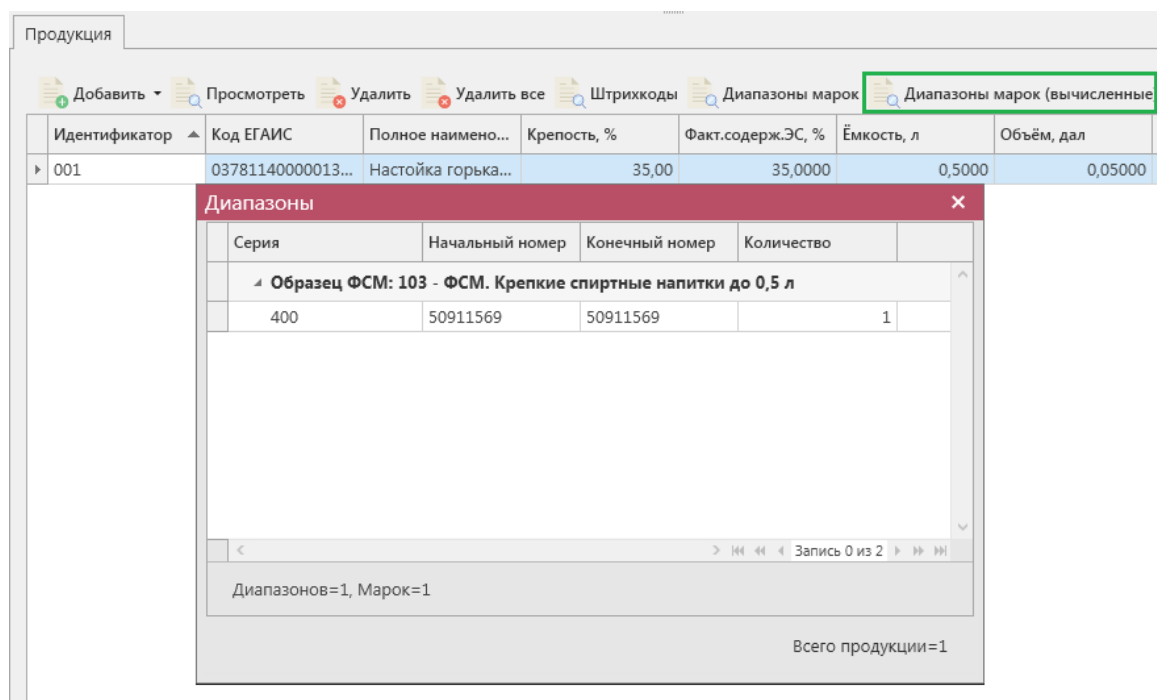 Продукция
Добавить Просмотреть Удалить Удалить все Штрихкоды Диапазоны марок Диапазоны марок (вычисленные
Идентификатор Код ЕГАИС Полное наимено... Крепость, % Факт.содерж.ЭС, % Ёмкость, л Объём, дал
001 03781140000013... Настойка горька... 35,00 35,0000 0,5000 0,05000
Диапазоны
Серия Начальный номер Конечный номер Количество
Образец ФСМ: 103 - ФСМ. Крепкие спиртные напитки до 0,5 л
400 50911569 50911569 1
Запись 0 из 2
Диапазонов=1, Марок=1
Всего продукции=1